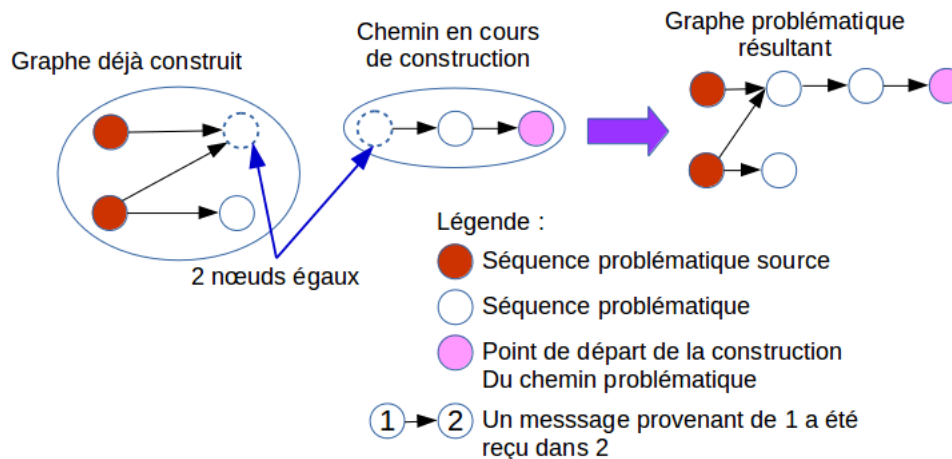 Graphe déjà construit
Chemin en cours
de construction
Graphe problématique
résultant
2 nœuds égaux
Légende :
Séquence problématique source
Séquence problématique
Point de départ de la construction
Du chemin problématique
1 2 Un messsage provenant de 1 a été
reçu dans 2